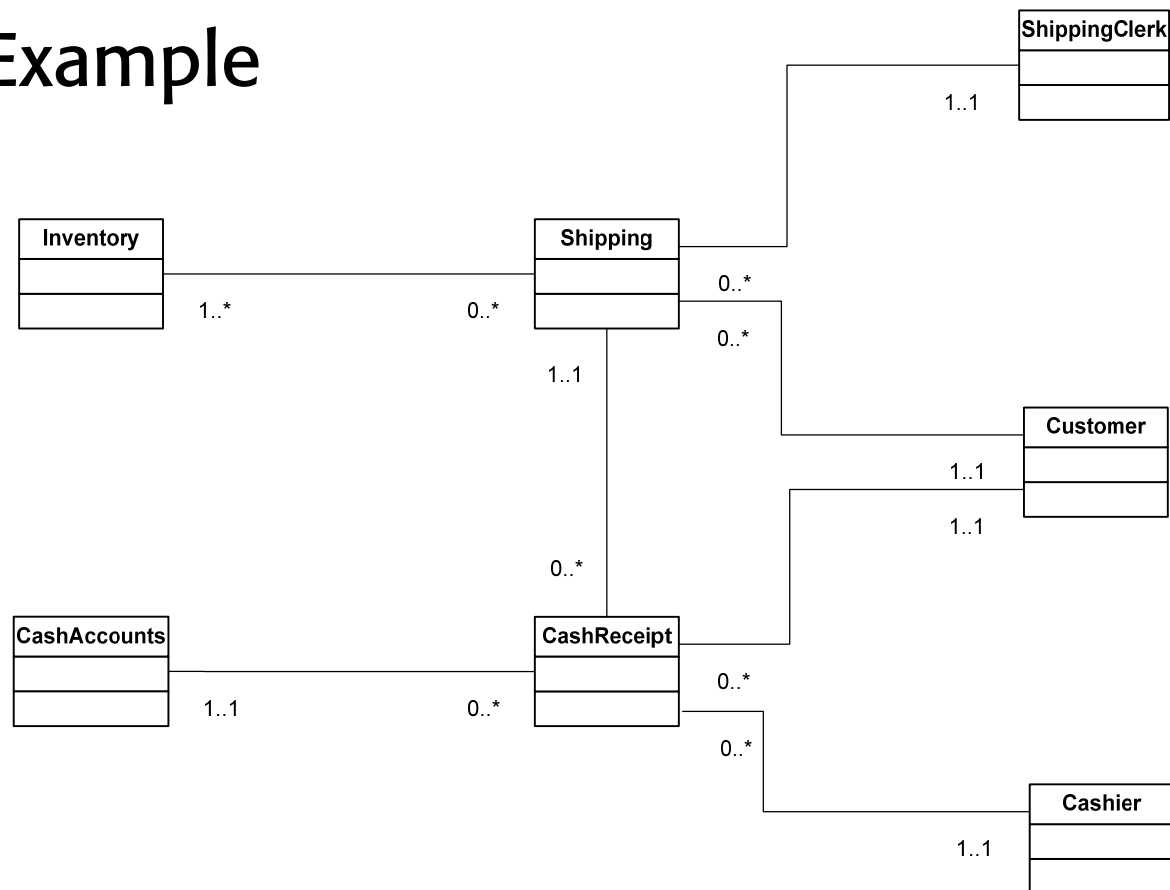 Example
ShippingClerk
1..1
Inventory
Shipping
1..*
0..*
0..*
0..*
1..1
Customer
1..1
1..1
0..*
CashAccounts
CashReceipt
1..1
0..*
0..*
0..*
Cashier
1..1